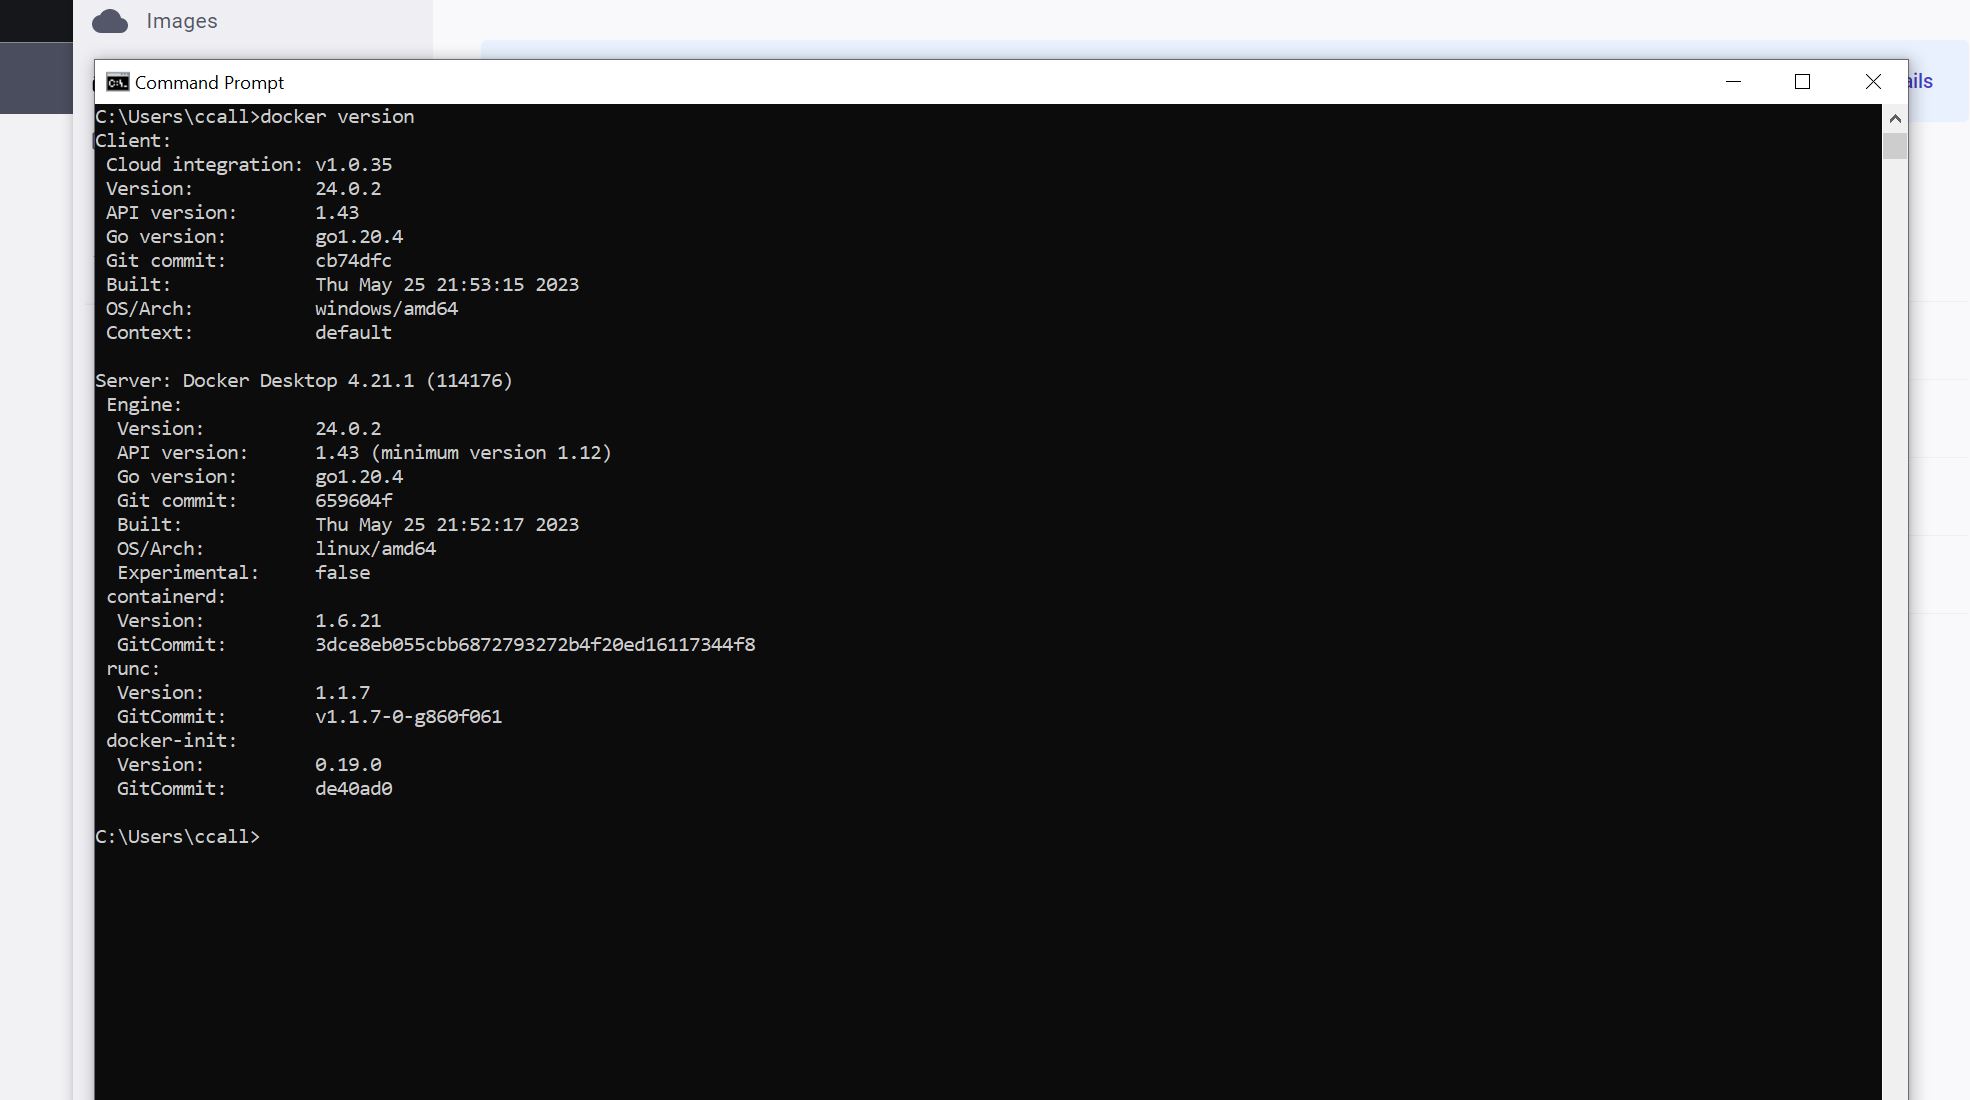 Images
ails
Command Prompt
C:\Users\ccall>docker version
Client:
 Cloud integration: v1.0.35
 Version:           24.0.2
 API version:       1.43
 Go version:        go1.20.4
 Git commit:        cb74dfc
 Built:             Thu May 25 21:53:15 2023
 OS/Arch:           windows/amd64
 Context:           default

Server: Docker Desktop 4.21.1 (114176)
 Engine:
  Version:          24.0.2
  API version:      1.43 (minimum version 1.12)
  Go version:       go1.20.4
  Git commit:       659604f
  Built:            Thu May 25 21:52:17 2023
  OS/Arch:          linux/amd64
  Experimental:     false
 containerd:
  Version:          1.6.21
  GitCommit:        3dce8eb055cbb6872793272b4f20ed16117344f8
 runc:
  Version:          1.1.7
  GitCommit:        v1.1.7-0-g860f061
 docker-init:
  Version:          0.19.0
  GitCommit:        de40ad0

C:\Users\ccall>